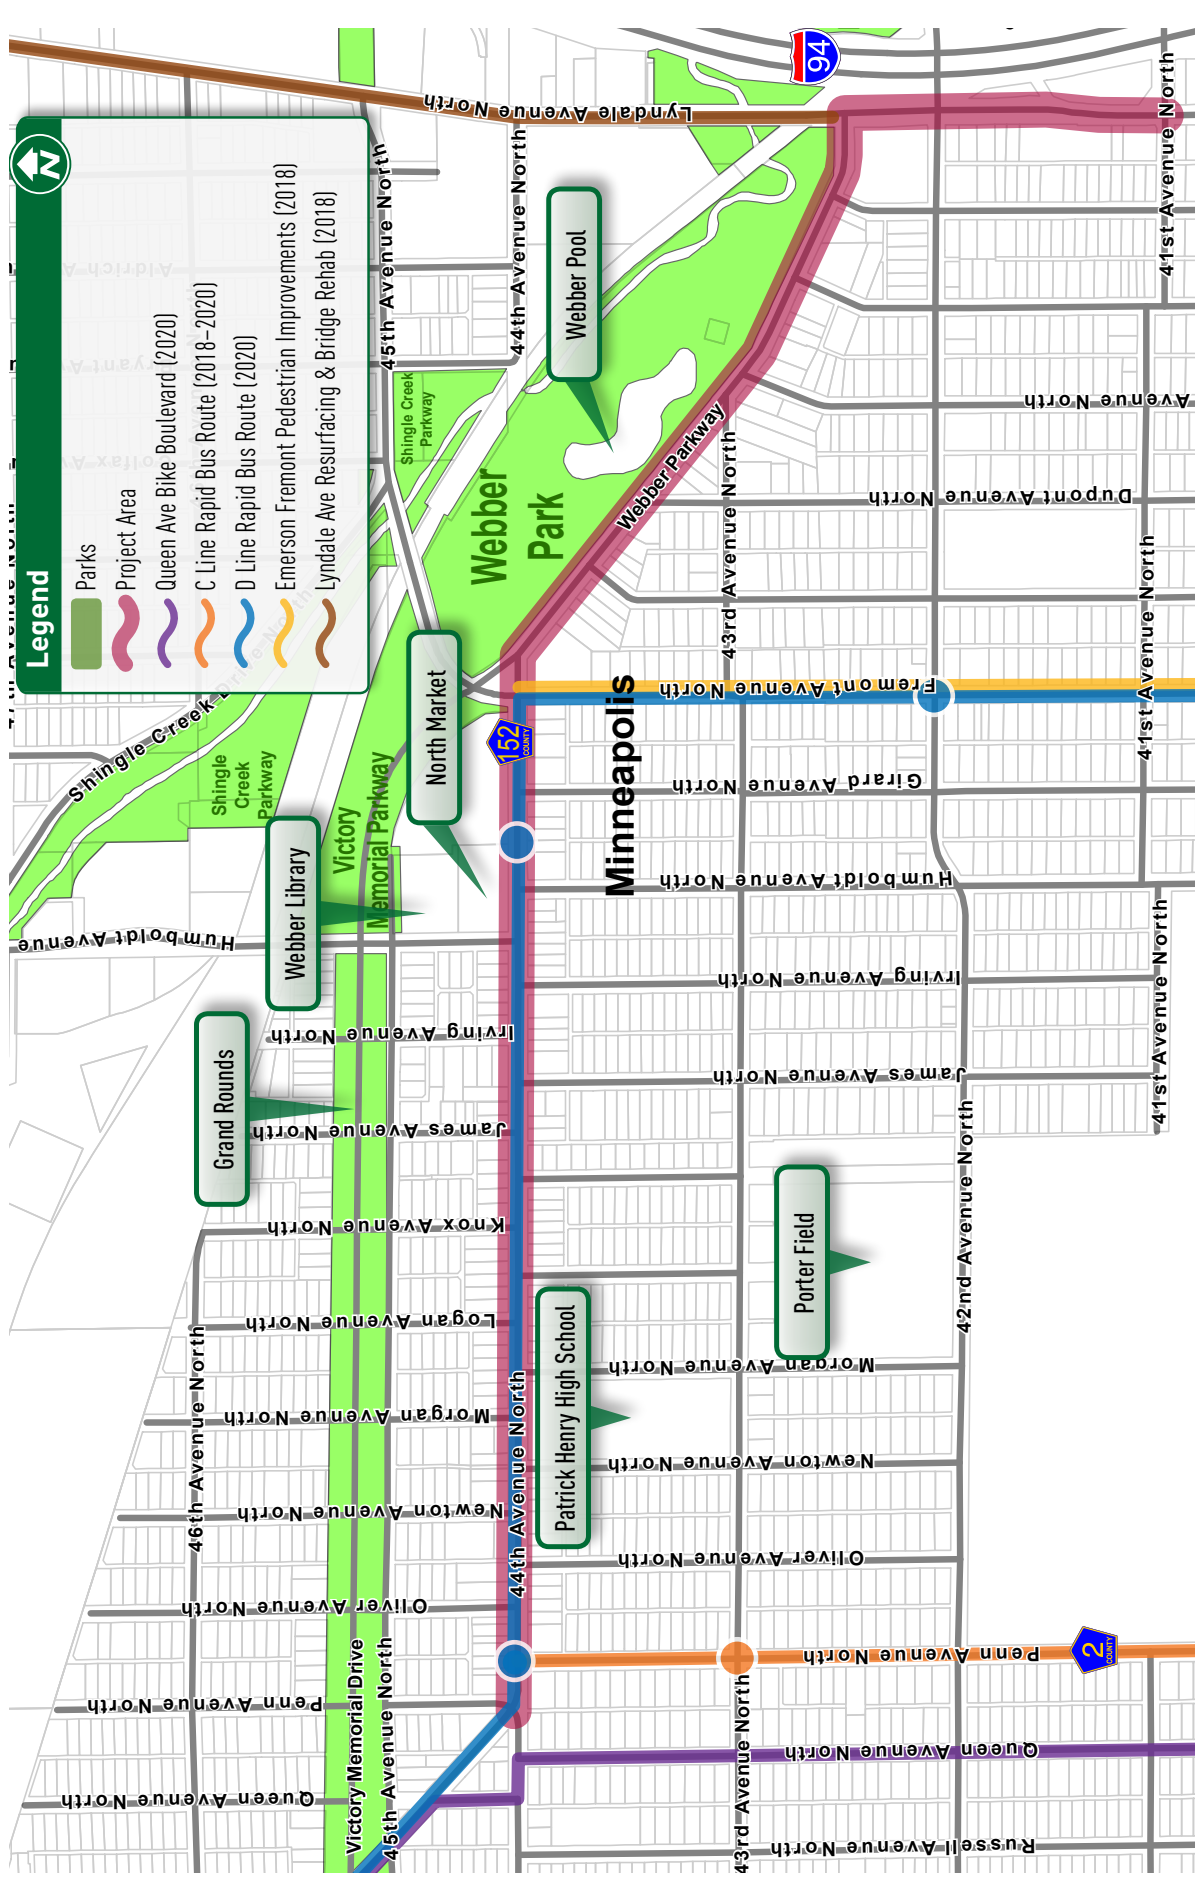 Legend
N
Parks
Project Area
Queen Ave Bike Boulevard (2020)
C Line Rapid Bus Route (2018-2020)
D Line Rapid Bus Route (2020)
Emerson Fremont Pedestrian Improvements (2018)
Lyndale Ave Resurfacing & Bridge Rehab (2018)
Lyndale Avenue North
94
45th Avenue North
44th Avenue North
41st Avenue North
Webber Pool
Shingle Creek
Parkway
Webber
Park
Webber Parkway
43rd Avenue North
Avenue North
Dupont Avenue North
41st Avenue North
Shingle Creek
Shingle
Creek
Parkway
Victory
Memorial Parkway
North Market
152
COUNTY
Minneapolis
Fremont Avenue North
Girard Avenue North
Humboldt Avenue North
Webber Library
Humboldt Avenue
Irving Avenue North
41st Avenue North
Grand Rounds
Irving Avenue North
James Avenue North
James Avenue North
Knox Avenue North
42nd Avenue North
Porter Field
Logan Avenue North
Patrick Henry High School
46th Avenue North
Morgan Avenue North
44th Avenue North
Morgan Avenue North
Newton Avenue North
Newton Avenue North
Oliver Avenue North
Oliver Avenue North
Penn Avenue North
2
COUNTY
Penn Avenue North
Victory Memorial Drive
45th Avenue North
43rd Avenue North
Queen Avenue North
Queen Avenue North
Russell Avenue North